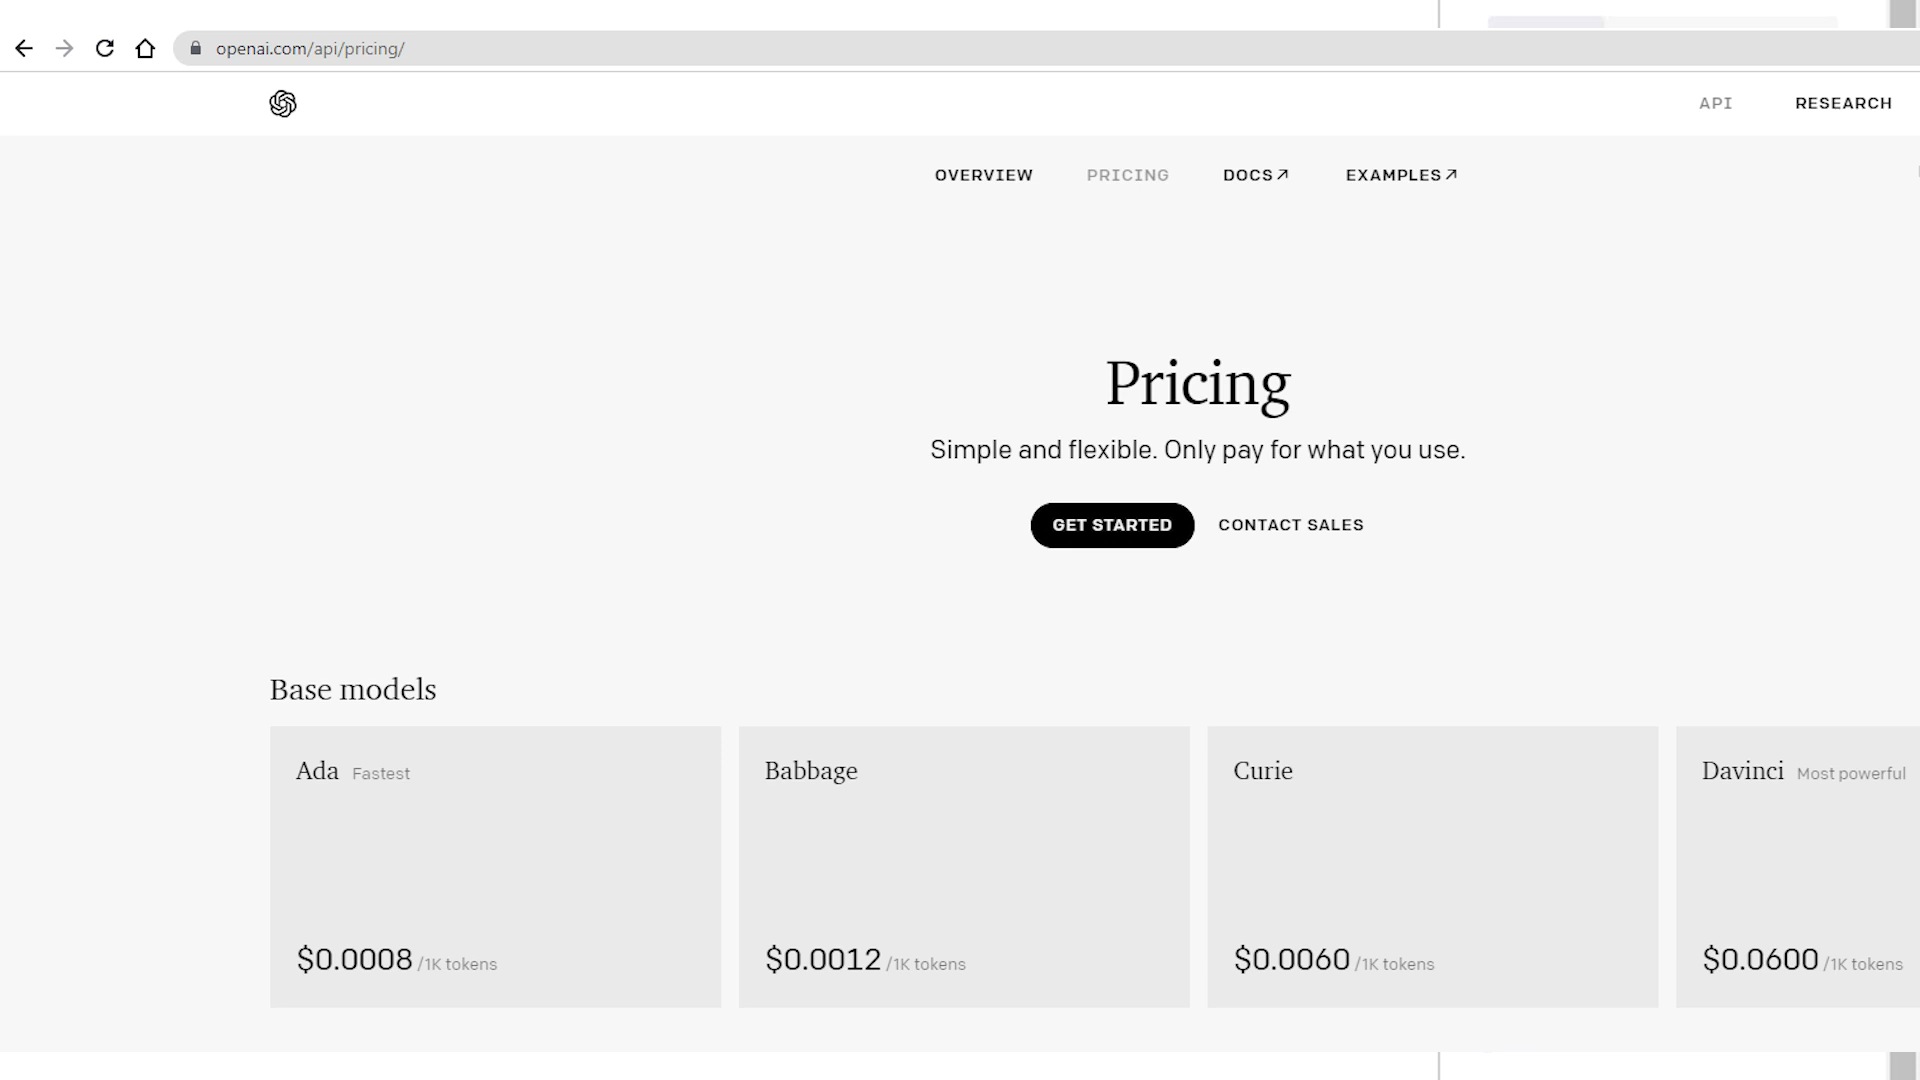 openai.com/api/pricing/
API RESEARCH
OVERVIEW PRICING DOCS↗ EXAMPLES↗
Pricing
Simple and flexible. Only pay for what you use.
GET STARTED CONTACT SALES
Base models
Ada Fastest
$0.0008 /1K tokens
Babbage
$0.0012 /1K tokens
Curie
$0.0060 /1K tokens
Davinci Most powerful
$0.0600 /1K tokens